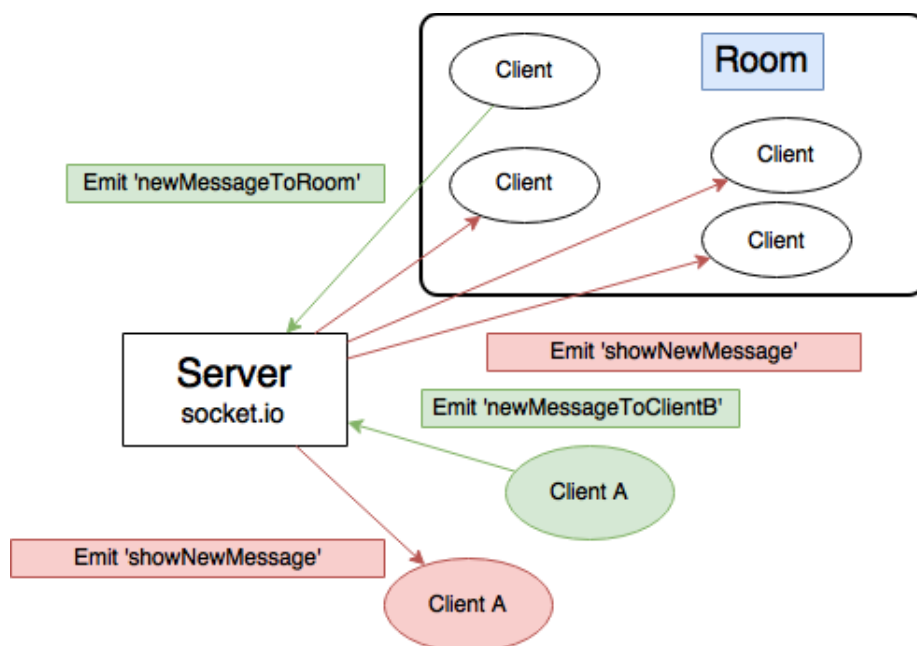 Client
Room
Emit 'newMessageToRoom'
Client
Client
Client
Emit 'showNewMessage'
Server
socket.io
Emit 'newMessageToClientB'
Client A
Emit 'showNewMessage'
Client A